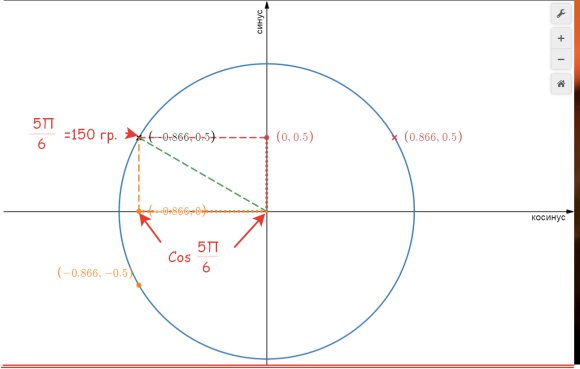 синус
5П/6 =150 гр.
(−0.866, 0.5)
(0, 0.5)
(0.866, 0.5)
(−0.866, 0)
косинус
Cos 5П/6
(−0.866, −0.5)